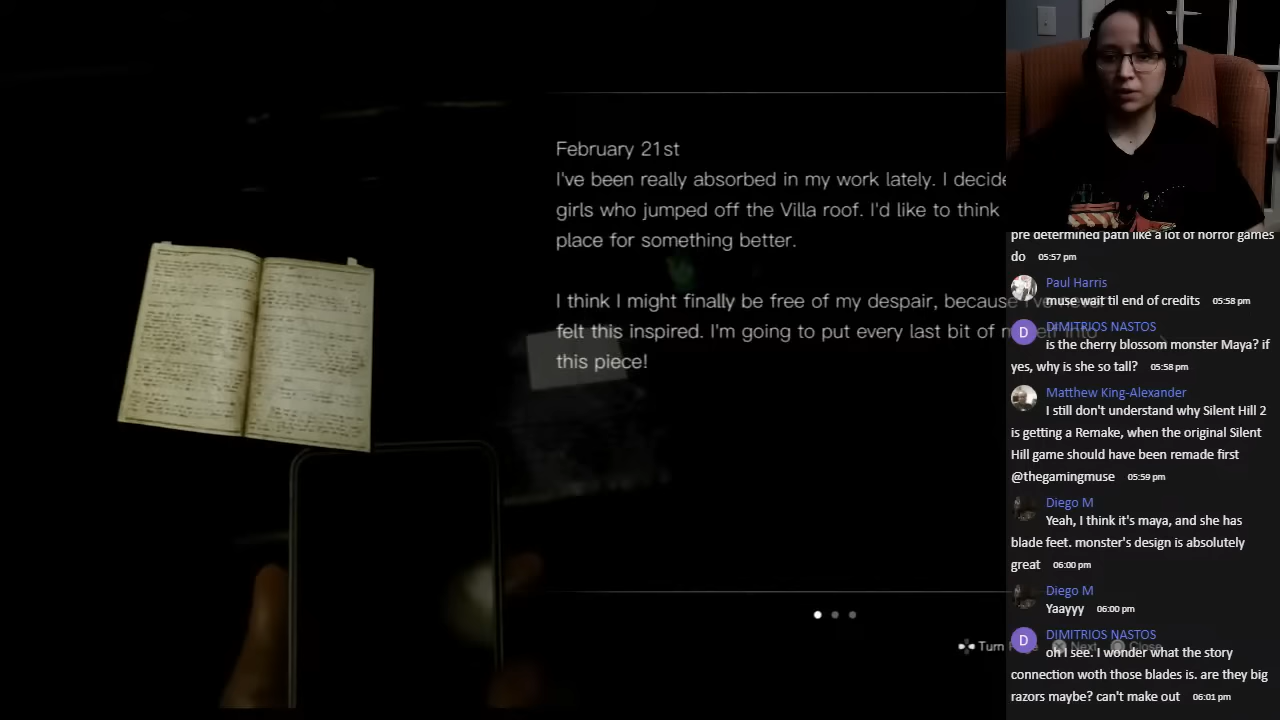 February 21st
I've been really absorbed in my work lately. I decide
girls who jumped off the Villa roof. I'd like to think
place for something better.
I think I might finally be free of my despair, because I've
felt this inspired. I'm going to put every last bit of myself into
this piece!
Turn
Next
Close
pre determined path like a lot of horror games
do 05:57 pm
Paul Harris
muse wait til end of credits 05:58 pm
D DIMITRIOS NASTOS
is the cherry blossom monster Maya? if
yes, why is she so tall? 05:58 pm
Matthew King-Alexander
I still don't understand why Silent Hill 2
is getting a Remake, when the original Silent
Hill game should have been remade first
@thegamingmuse 05:59 pm
Diego M
Yeah, I think it's maya, and she has
blade feet. monster's design is absolutely
great 06:00 pm
Diego M
Yaayyy 06:00 pm
D DIMITRIOS NASTOS
oh I see. I wonder what the story
connection woth those blades is. are they big
razors maybe? can't make out 06:01 pm